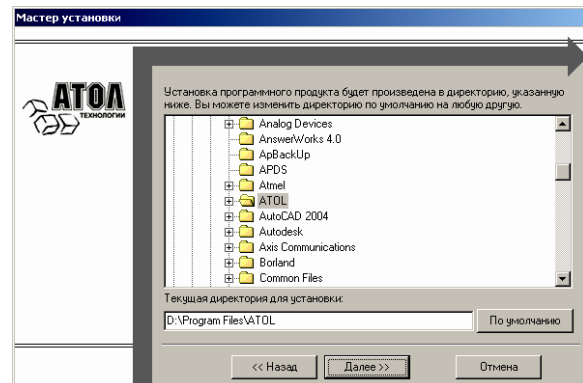 Мастер установки
АТОЛ
ТЕХНОЛОГИИ
Установка программного продукта будет произведена в директорию, указанную
ниже. Вы можете изменить директорию по умолчанию на любую другую.
Analog Devices
AnswerWorks 4.0
ApBackUp
APDS
Atmel
ATOL
AutoCAD 2004
Autodesk
Axis Communications
Borland
Common Files
Текущая директория для установки:
D:\Program Files\ATOL
По умолчанию
<< Назад
Далее >>
Отмена